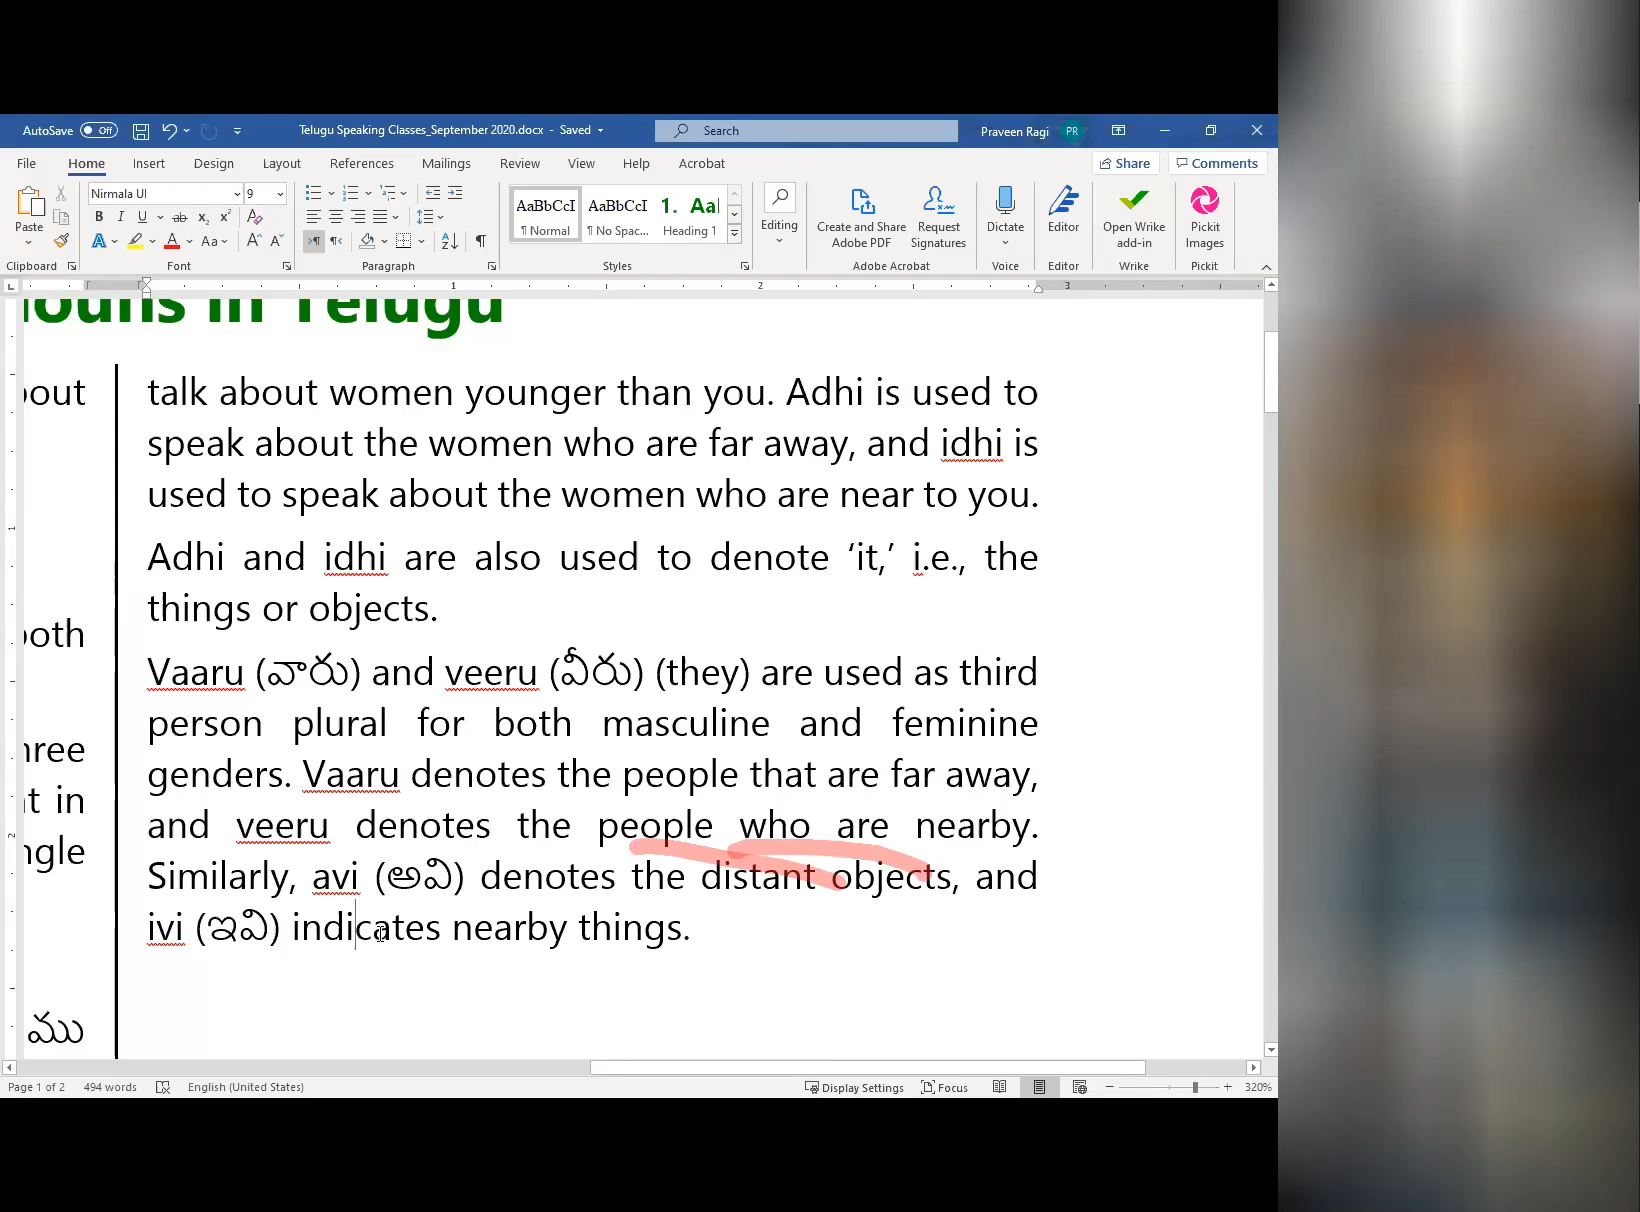 AutoSave Off Telugu Speaking Classes_September 2020.docx - Saved Search Praveen Ragi PR
File Home Insert Design Layout References Mailings Review View Help Acrobat Share Comments
Paste Nirmala UI 9 AaBbCcI AaBbCcI 1. AaI
¶ Normal ¶ No Spac... Heading 1 Editing Create and Share Adobe PDF Request Signatures Dictate Editor Open Wrike add-in Pickit Images
Clipboard Font Paragraph Styles Adobe Acrobat Voice Editor Wrike Pickit
1 2 3
nouns in Telugu
bout
both
hree
at in
ngle
ము
talk about women younger than you. Adhi is used to
speak about the women who are far away, and idhi is
used to speak about the women who are near to you.
Adhi and idhi are also used to denote ‘it,’ i.e., the
things or objects.
Vaaru (వారు) and veeru (వీరు) (they) are used as third
person plural for both masculine and feminine
genders. Vaaru denotes the people that are far away,
and veeru denotes the people who are nearby.
Similarly, avi (అవి) denotes the distant objects, and
ivi (ఇవి) indicates nearby things.
Page 1 of 2 494 words English (United States) Display Settings Focus 320%